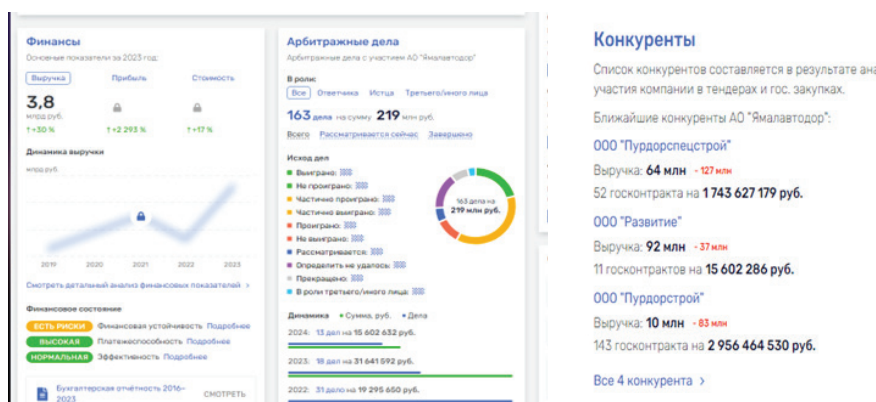 Финансы
Основные показатели за 2023 год:
Выручка Прибыль Стоимость
3,8
млрд руб.
↑ +30 % ↑ +2 293 % ↑ +17 %
Динамика выручки
млрд руб.
2019 2020 2021 2022 2023
Смотреть детальный анализ финансовых показателей >
Финансовое состояние
ЕСТЬ РИСКИ Финансовая устойчивость Подробнее
ВЫСОКАЯ Платежеспособность Подробнее
НОРМАЛЬНАЯ Эффективность Подробнее
Бухгалтерская отчётность 2016–
2023
СМОТРЕТЬ
Арбитражные дела
Арбитражные дела с участием АО "Ямалавтодор"
В роли:
Все Ответчика Истца Третьего/иного лица
163 дела на сумму 219 млн руб.
Всего Рассматривается сейчас Завершено
Исход дел
Выиграно:
Не проиграно:
Частично проиграно:
Частично выиграно:
Проиграно:
Не выиграно:
Рассматривается:
Определить не удалось:
Прекращено:
В роли третьего/иного лица:
163 дела на
219 млн руб.
Динамика • Сумма, руб. • Дела
2024: 13 дел на 15 602 632 руб.
2023: 18 дел на 31 641 592 руб.
2022: 31 дело на 19 295 650 руб.
Конкуренты
Список конкурентов составляется в результате ана
участия компании в тендерах и гос. закупках.
Ближайшие конкуренты АО "Ямалавтодор":
ООО "Пурдорспецстрой"
Выручка: 64 млн - 127 млн
52 госконтракта на 1 743 627 179 руб.
ООО "Развитие"
Выручка: 92 млн - 37 млн
11 госконтрактов на 15 602 286 руб.
ООО "Пурдорстрой"
Выручка: 10 млн - 83 млн
143 госконтракта на 2 956 464 530 руб.
Все 4 конкурента >